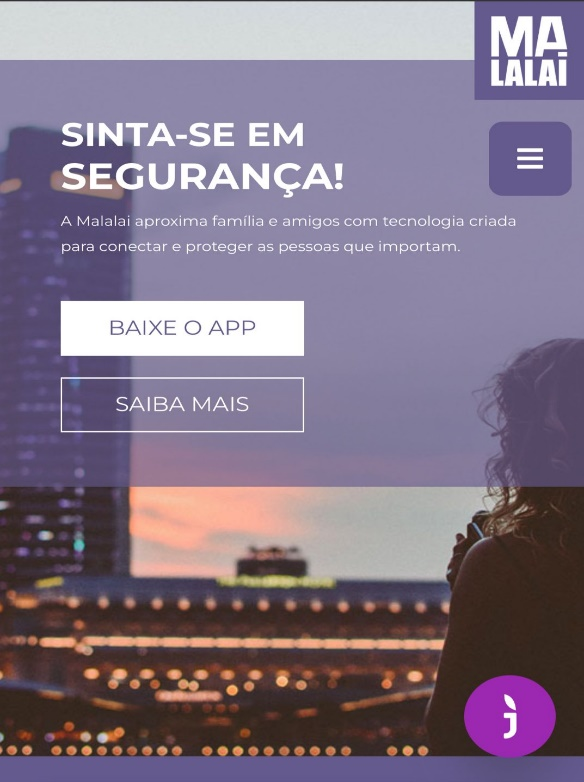 MA
LALAI
SINTA-SE EM
SEGURANÇA!
A Malalai aproxima família e amigos com tecnologia criada
para conectar e proteger as pessoas que importam.
BAIXE O APP
SAIBA MAIS